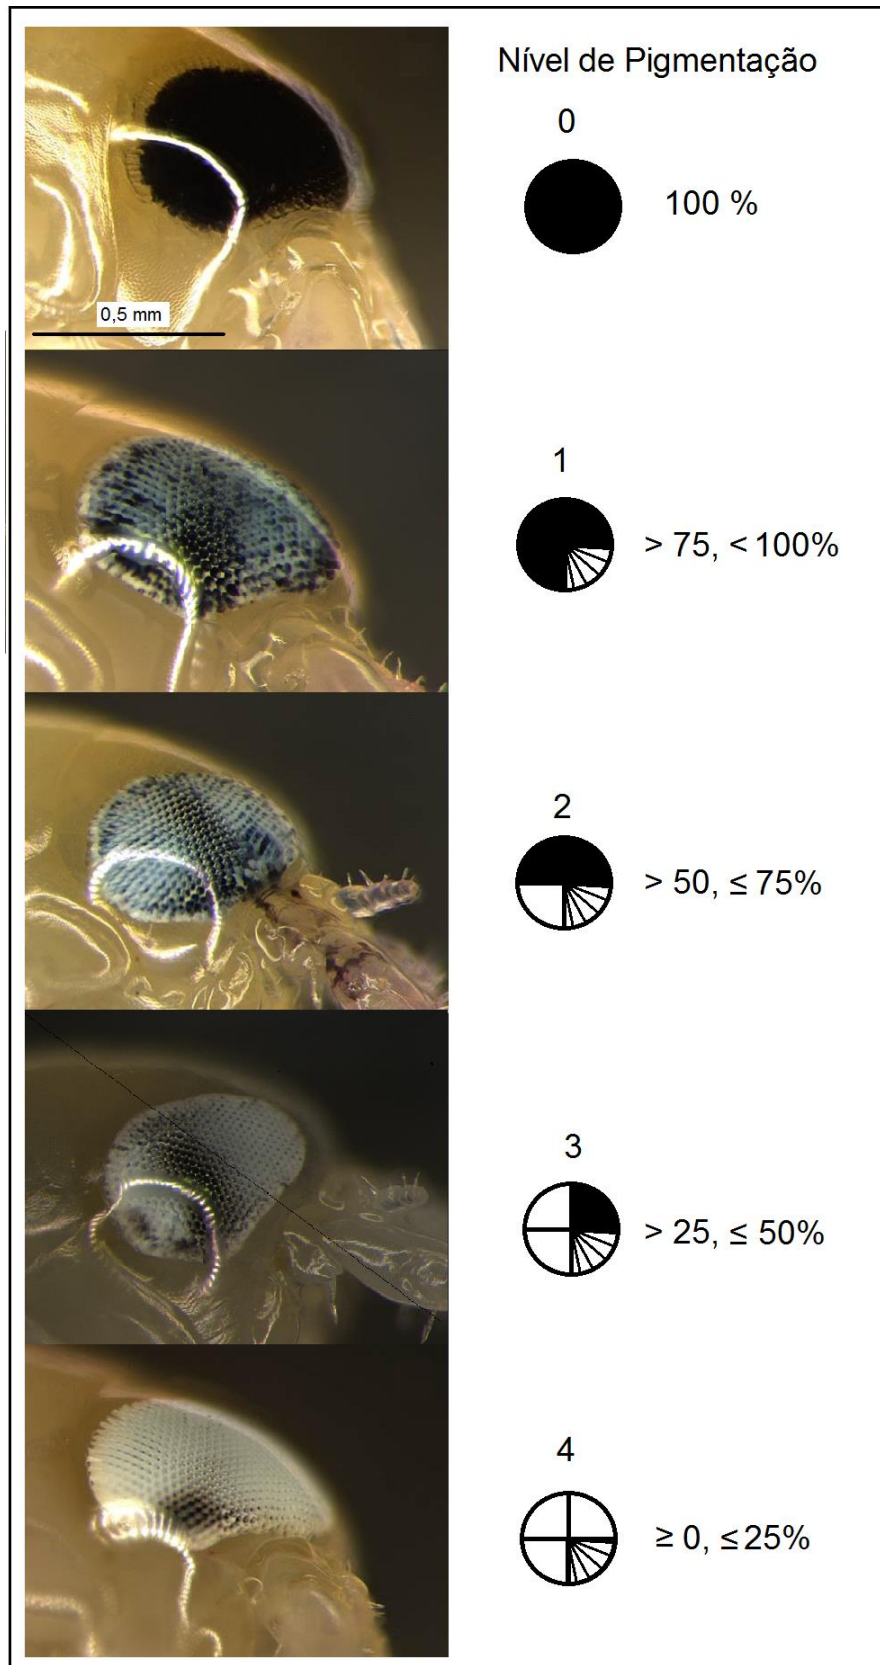 Nível de Pigmentação
0
100 %
0,5 mm
1
> 75, < 100%
2
> 50, ≤ 75%
3
> 25, ≤ 50%
4
≥ 0, ≤ 25%